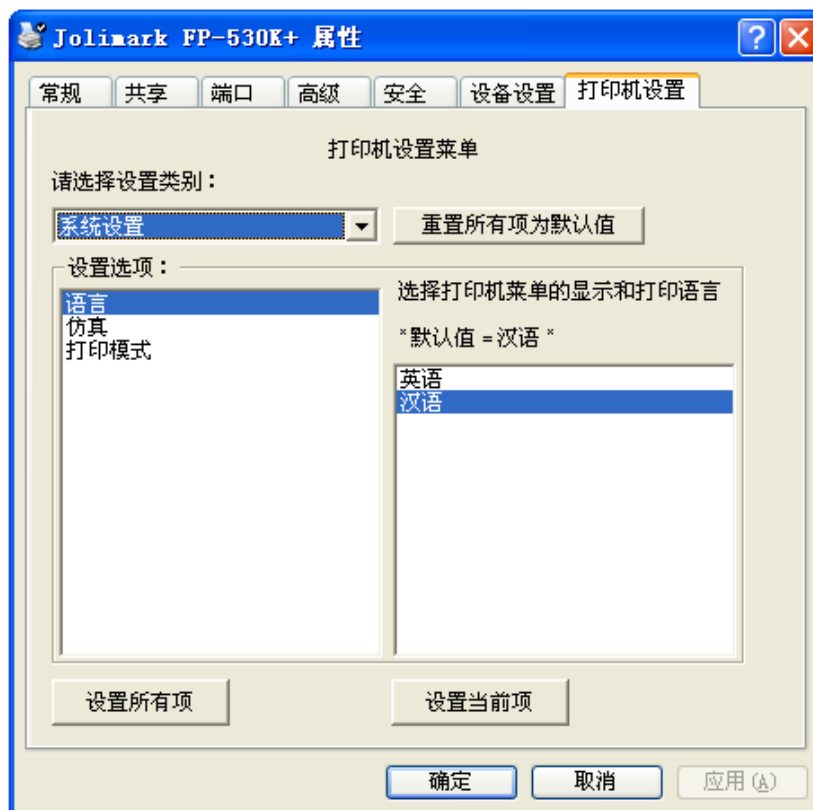 Jolimark FP-530K+ 属性
常规 共享 端口 高级 安全 设备设置 打印机设置
打印机设置菜单
请选择设置类别：
系统设置 重置所有项为默认值
设置选项：
语言
仿真
打印模式
选择打印机菜单的显示和打印语言
*默认值 =汉语 *
英语
汉语
设置所有项 设置当前项
确定 取消 应用(A)